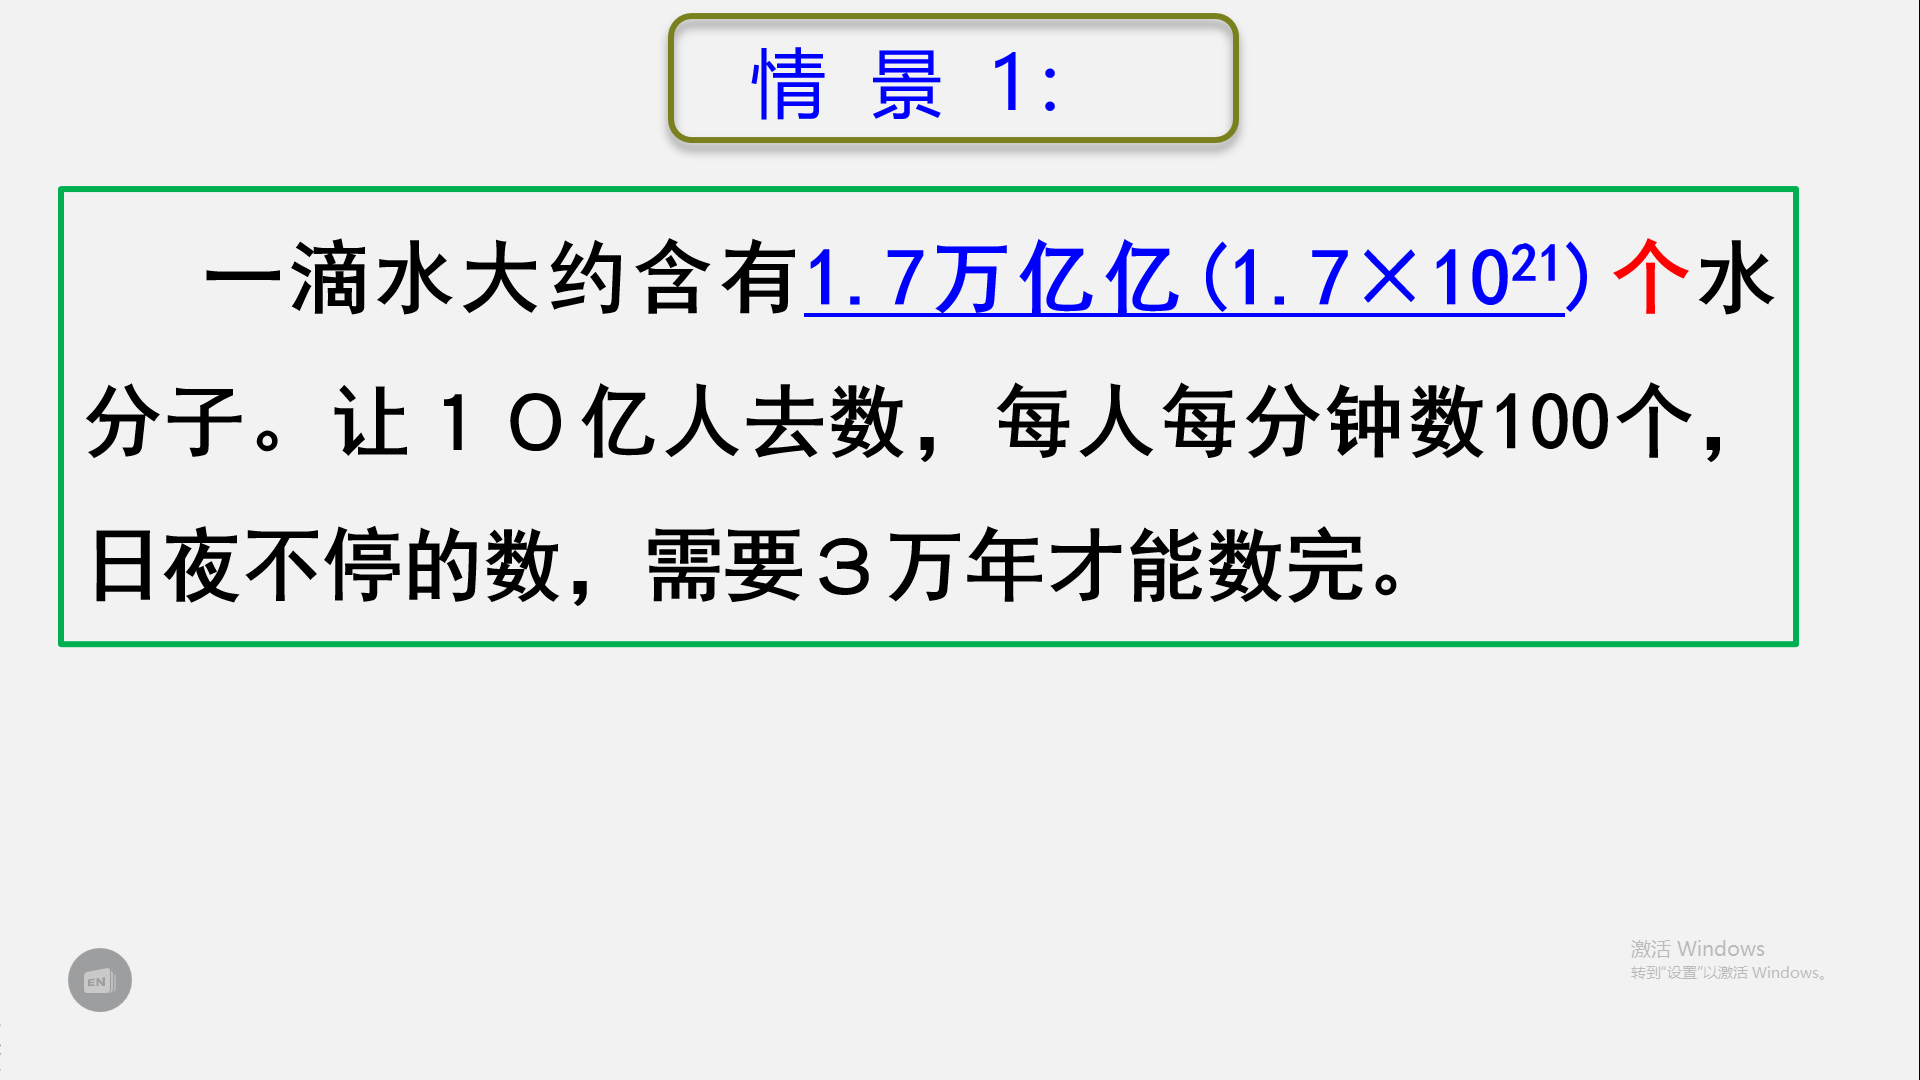 情 景 1:
一滴水大约含有1.7万亿亿(1.7×10²¹)个水
分子。让１０亿人去数，每人每分钟数100个，
日夜不停的数，需要３万年才能数完。
EN
激活 Windows
转到“设置”以激活 Windows。